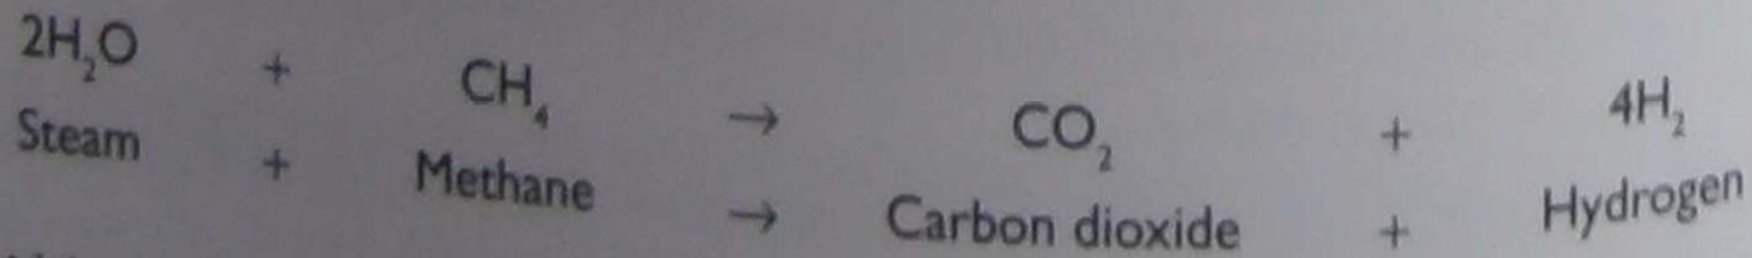 2H₂O + CH₄ → CO₂ + 4H₂
Steam + Methane → Carbon dioxide + Hydrogen